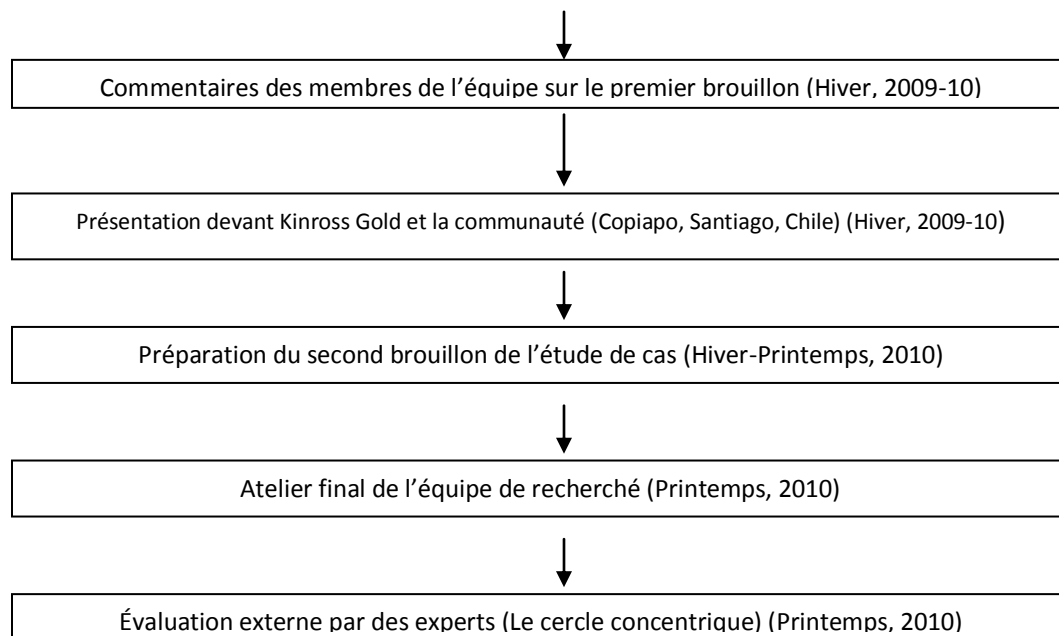 Commentaires des membres de l’équipe sur le premier brouillon (Hiver, 2009-10)
Présentation devant Kinross Gold et la communauté (Copiapo, Santiago, Chile) (Hiver, 2009-10)
Préparation du second brouillon de l’étude de cas (Hiver-Printemps, 2010)
Atelier final de l’équipe de recherché (Printemps, 2010)
Évaluation externe par des experts (Le cercle concentrique) (Printemps, 2010)